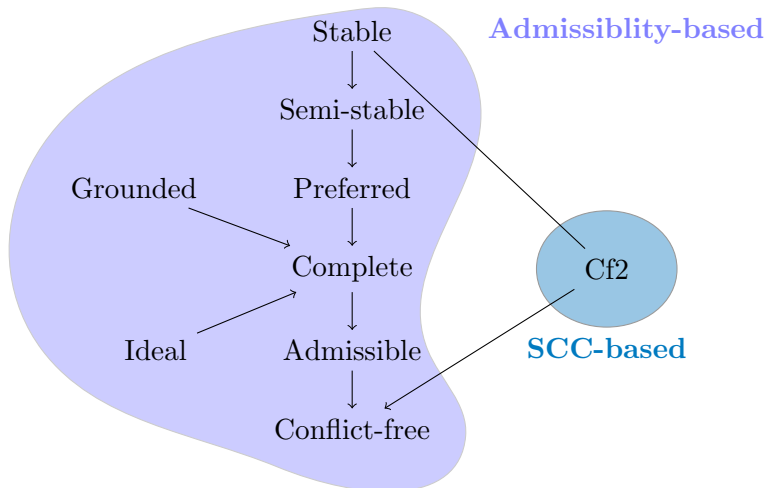 Stable
Admissiblity-based
Semi-stable
Grounded
Preferred
Complete
Cf2
Ideal
Admissible
SCC-based
Conflict-free